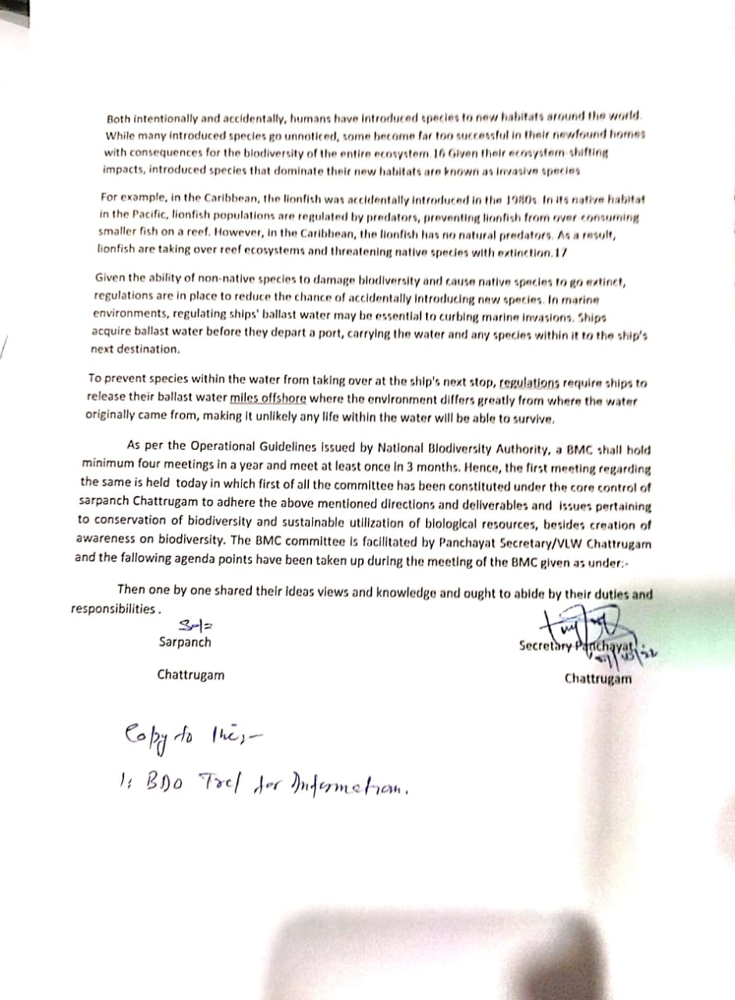 Both intentionally and accidentally, humans have introduced species to new habitats around the world.
While many introduced species go unnoticed, some become far too successful in their newfound homes
with consequences for the biodiversity of the entire ecosystem.16 Given their ecosystem-shifting
impacts, introduced species that dominate their new habitats are known as invasive species
For example, in the Caribbean, the lionfish was accidentally introduced in the 1980s. In its native habitat
in the Pacific, lionfish populations are regulated by predators, preventing lionfish from over-consuming
smaller fish on a reef. However, in the Caribbean, the lionfish has no natural predators. As a result,
lionfish are taking over reef ecosystems and threatening native species with extinction.17
Given the ability of non-native species to damage biodiversity and cause native species to go extinct,
regulations are in place to reduce the chance of accidentally introducing new species. In marine
environments, regulating ships' ballast water may be essential to curbing marine invasions. Ships
acquire ballast water before they depart a port, carrying the water and any species within it to the ship's
next destination.
To prevent species within the water from taking over at the ship's next stop, regulations require ships to
release their ballast water miles offshore where the environment differs greatly from where the water
originally came from, making it unlikely any life within the water will be able to survive.
As per the Operational Guidelines issued by National Biodiversity Authority, a BMC shall hold
minimum four meetings in a year and meet at least once in 3 months. Hence, the first meeting regarding
the same is held today in which first of all the committee has been constituted under the core control of
sarpanch Chattrugam to adhere the above mentioned directions and deliverables and issues pertaining
to conservation of biodiversity and sustainable utilization of biological resources, besides creation of
awareness on biodiversity. The BMC committee is facilitated by Panchayat Secretary/VLW Chattrugam
and the fallowing agenda points have been taken up during the meeting of the BMC given as under:-
Then one by one shared their ideas views and knowledge and ought to abide by their duties and
responsibilities .
Sarpanch
Secretary Panchayat
Chattrugam
Chattrugam
Copy to the:-
1: BDO Tral for Information.